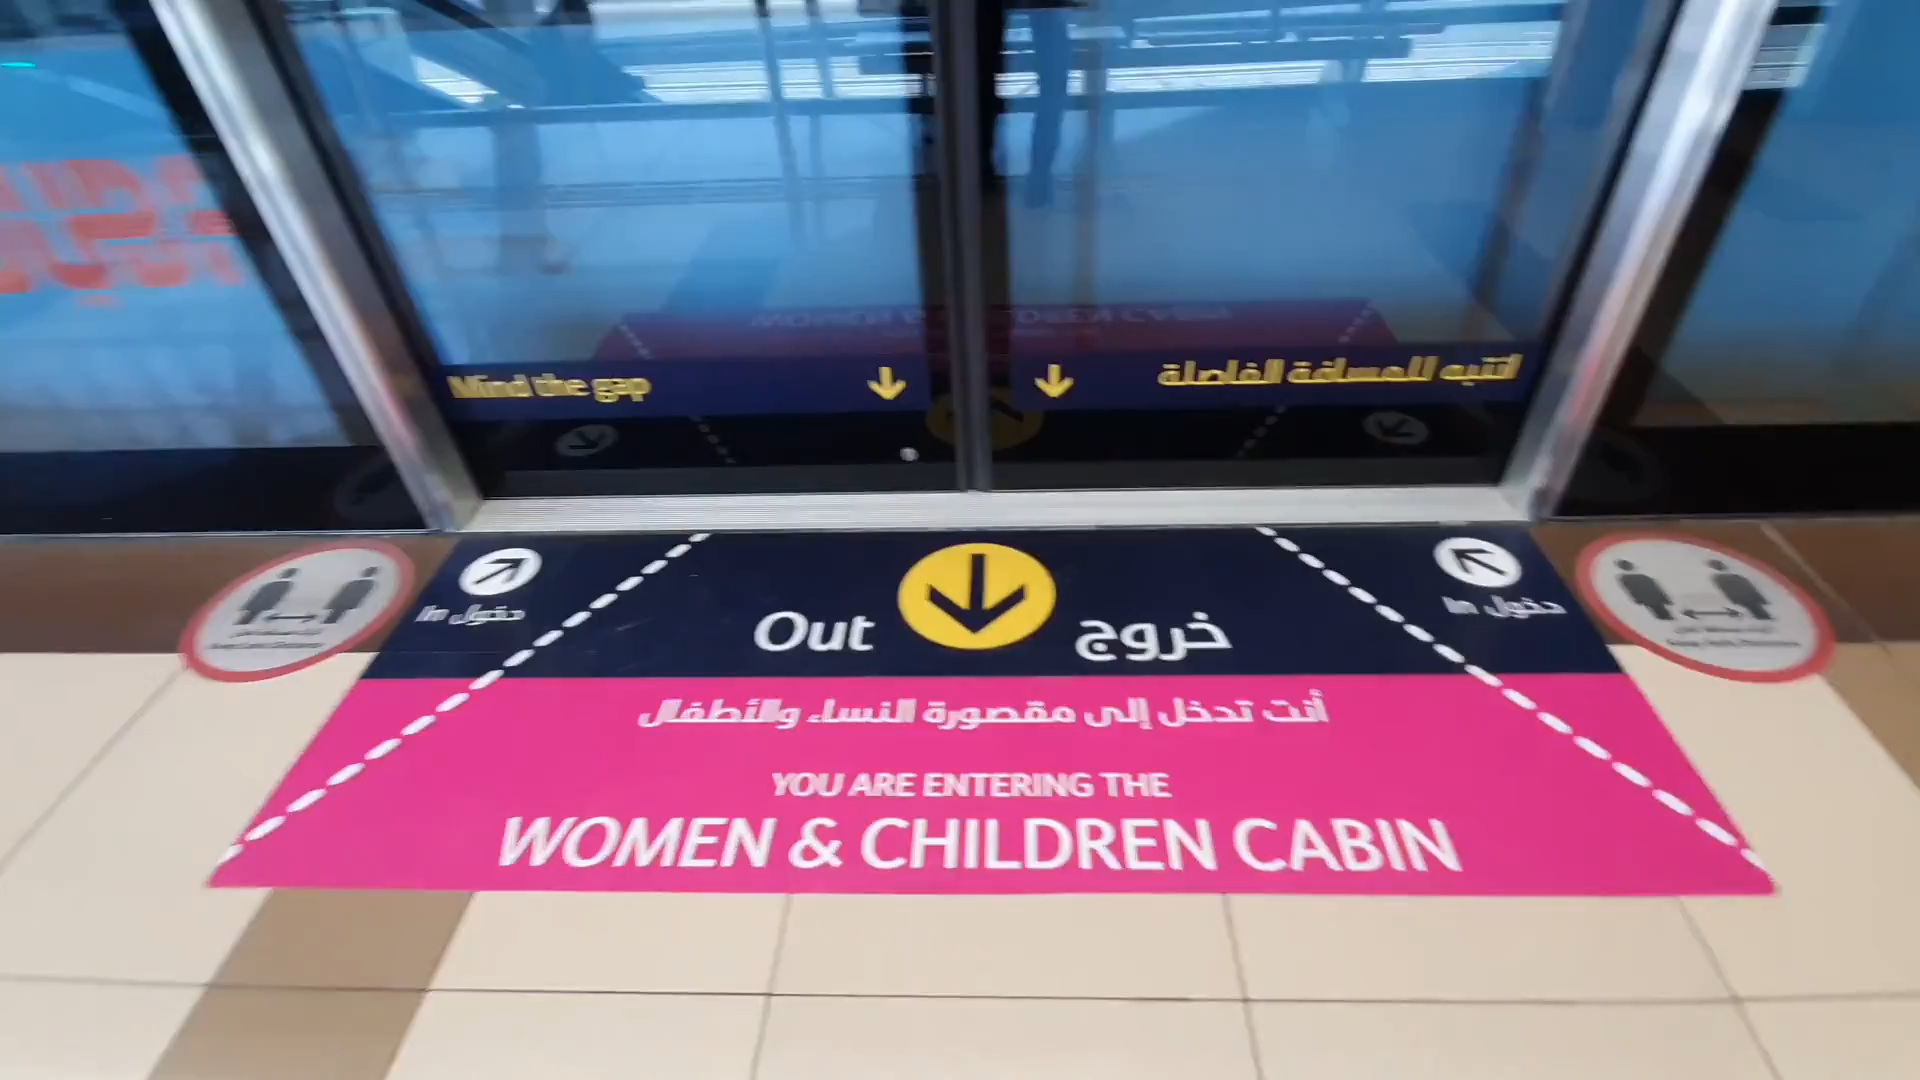 Mind the gap
انتبه للمسافة الفاصلة
In دخول
Out خروج
In دخول
أنت تدخل إلى مقصورة النساء والأطفال
YOU ARE ENTERING THE
WOMEN & CHILDREN CABIN